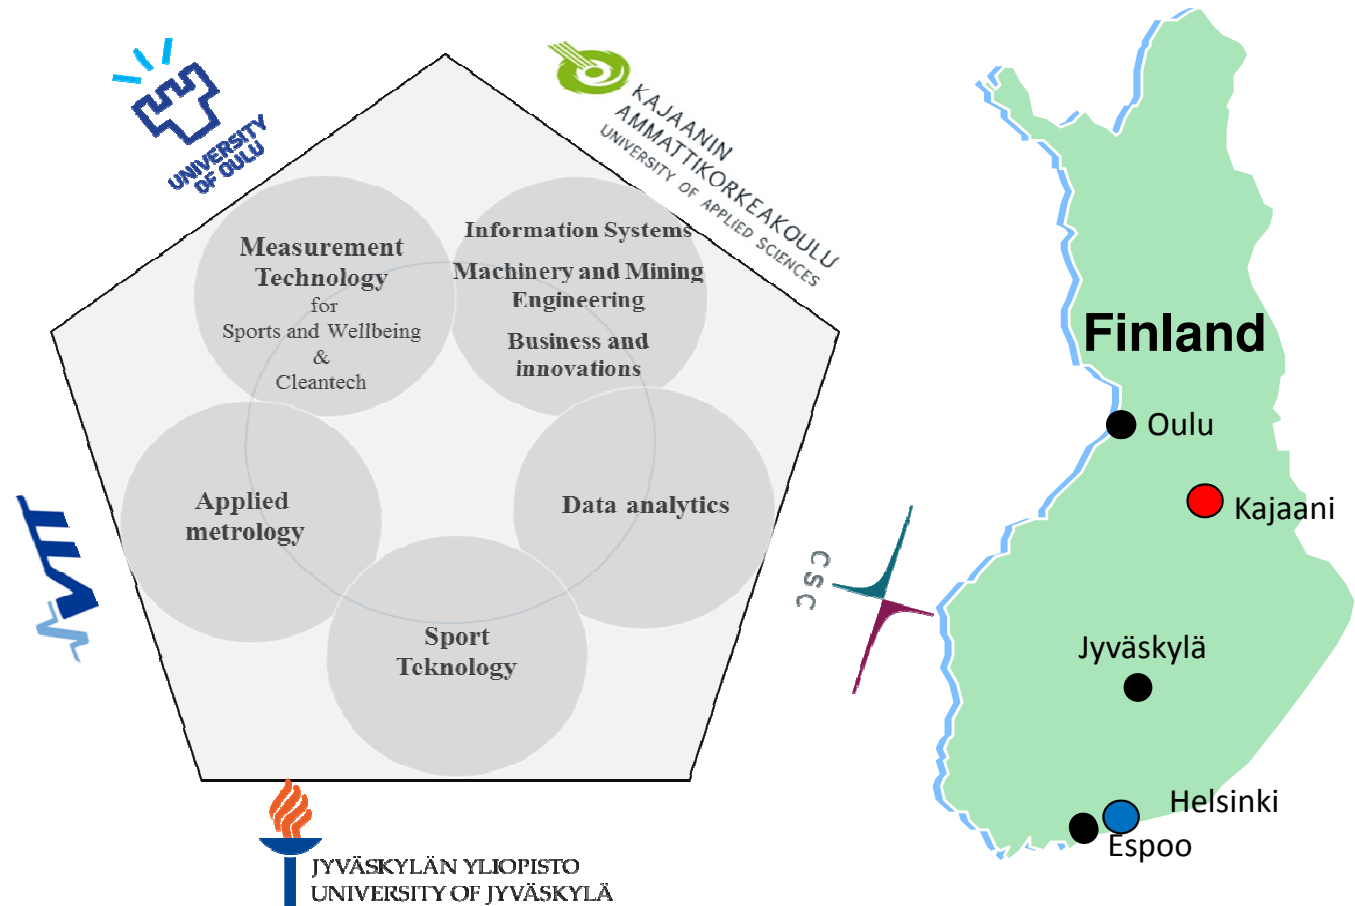 UNIVERSITY
OF OULU
KAJAANIN
AMMATTIKORKEAKOULU
UNIVERSITY OF APPLIED SCIENCES
Measurement
Technology
for
Sports and Wellbeing
&
Cleantech
Information Systems
Machinery and Mining
Engineering
Business and
innovations
Applied
metrology
Data analytics
Sport
Teknology
VTT
CSC
JYVÄSKYLÄN YLIOPISTO
UNIVERSITY OF JYVÄSKYLÄ
Finland
Oulu
Kajaani
Jyväskylä
Helsinki
Espoo